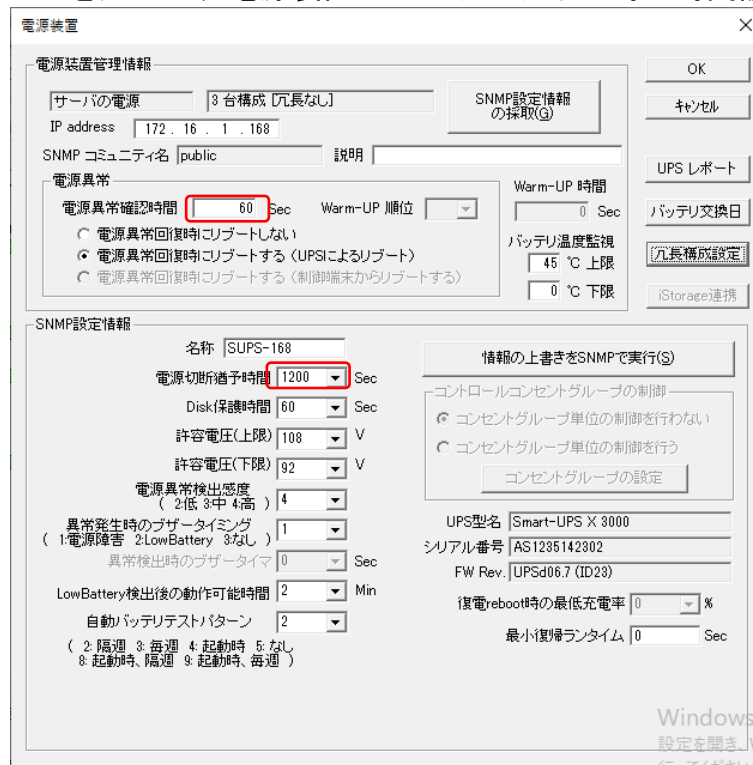 電源装置
電源装置管理情報
サーバの電源 3 台構成 [冗長なし]
IP address 172 . 16 . 1 . 168
SNMP コミュニティ名 public 説明
SNMP設定情報
の採取(G)
電源異常
電源異常確認時間 60 Sec Warm-UP 順位
電源異常回復時にリブートしない
電源異常回復時にリブートする (UPSによるリブート)
電源異常回復時にリブートする (制御端末からリブートする)
Warm-UP 時間
0 Sec
バッテリ温度監視
45 ℃ 上限
0 ℃ 下限
OK
キャンセル
UPS レポート
バッテリ交換日
冗長構成設定
iStorage連携
SNMP設定情報
名称 SUPS-168
電源切断猶予時間 1200 Sec
Disk保護時間 60 Sec
許容電圧(上限) 108 V
許容電圧(下限) 92 V
電源異常検出感度
( 2:低 3:中 4:高 ) 4
異常発生時のブザータイミング
( 1:電源障害 2:LowBattery 3:なし ) 1
異常検出時のブザータイマ 0 Sec
LowBattery検出後の動作可能時間 2 Min
自動バッテリテストパターン 2
( 2: 隔週 3: 毎週 4: 起動時 5: なし
8: 起動時、隔週 9: 起動時、毎週 )
情報の上書きをSNMPで実行(S)
コントロールコンセントグループの制御
コンセントグループ単位の制御を行わない
コンセントグループ単位の制御を行う
コンセントグループの設定
UPS型名 Smart-UPS X 3000
シリアル番号 AS1235142302
FW Rev. UPSd06.7 (ID23)
復電reboot時の最低充電率 0 %
最小復帰ランタイム 0 Sec
Windows
設定を開き、